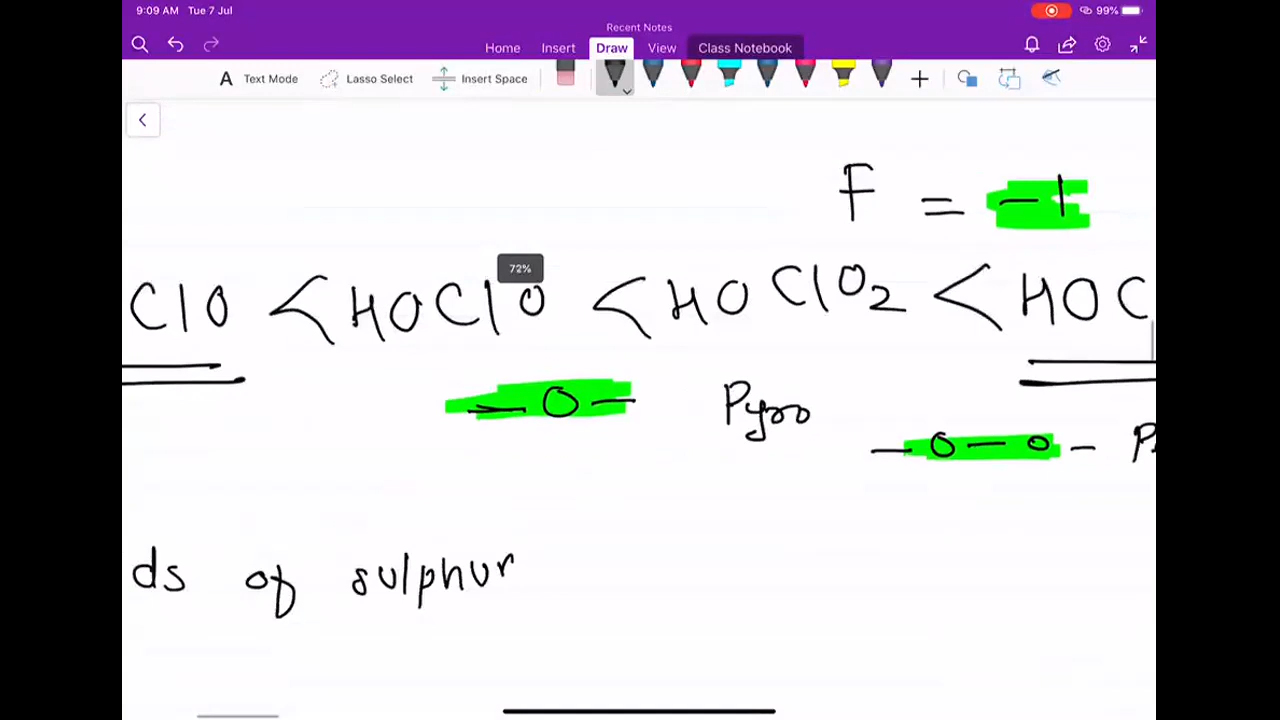 9:09 AM Tue 7 Jul
99%
Recent Notes
Home Insert Draw View Class Notebook
Text Mode Lasso Select Insert Space
F = -1
72%
ClO < HOClO < HOClO2 < HOC
-O- Pyro
-O-O- P
ds of sulphur